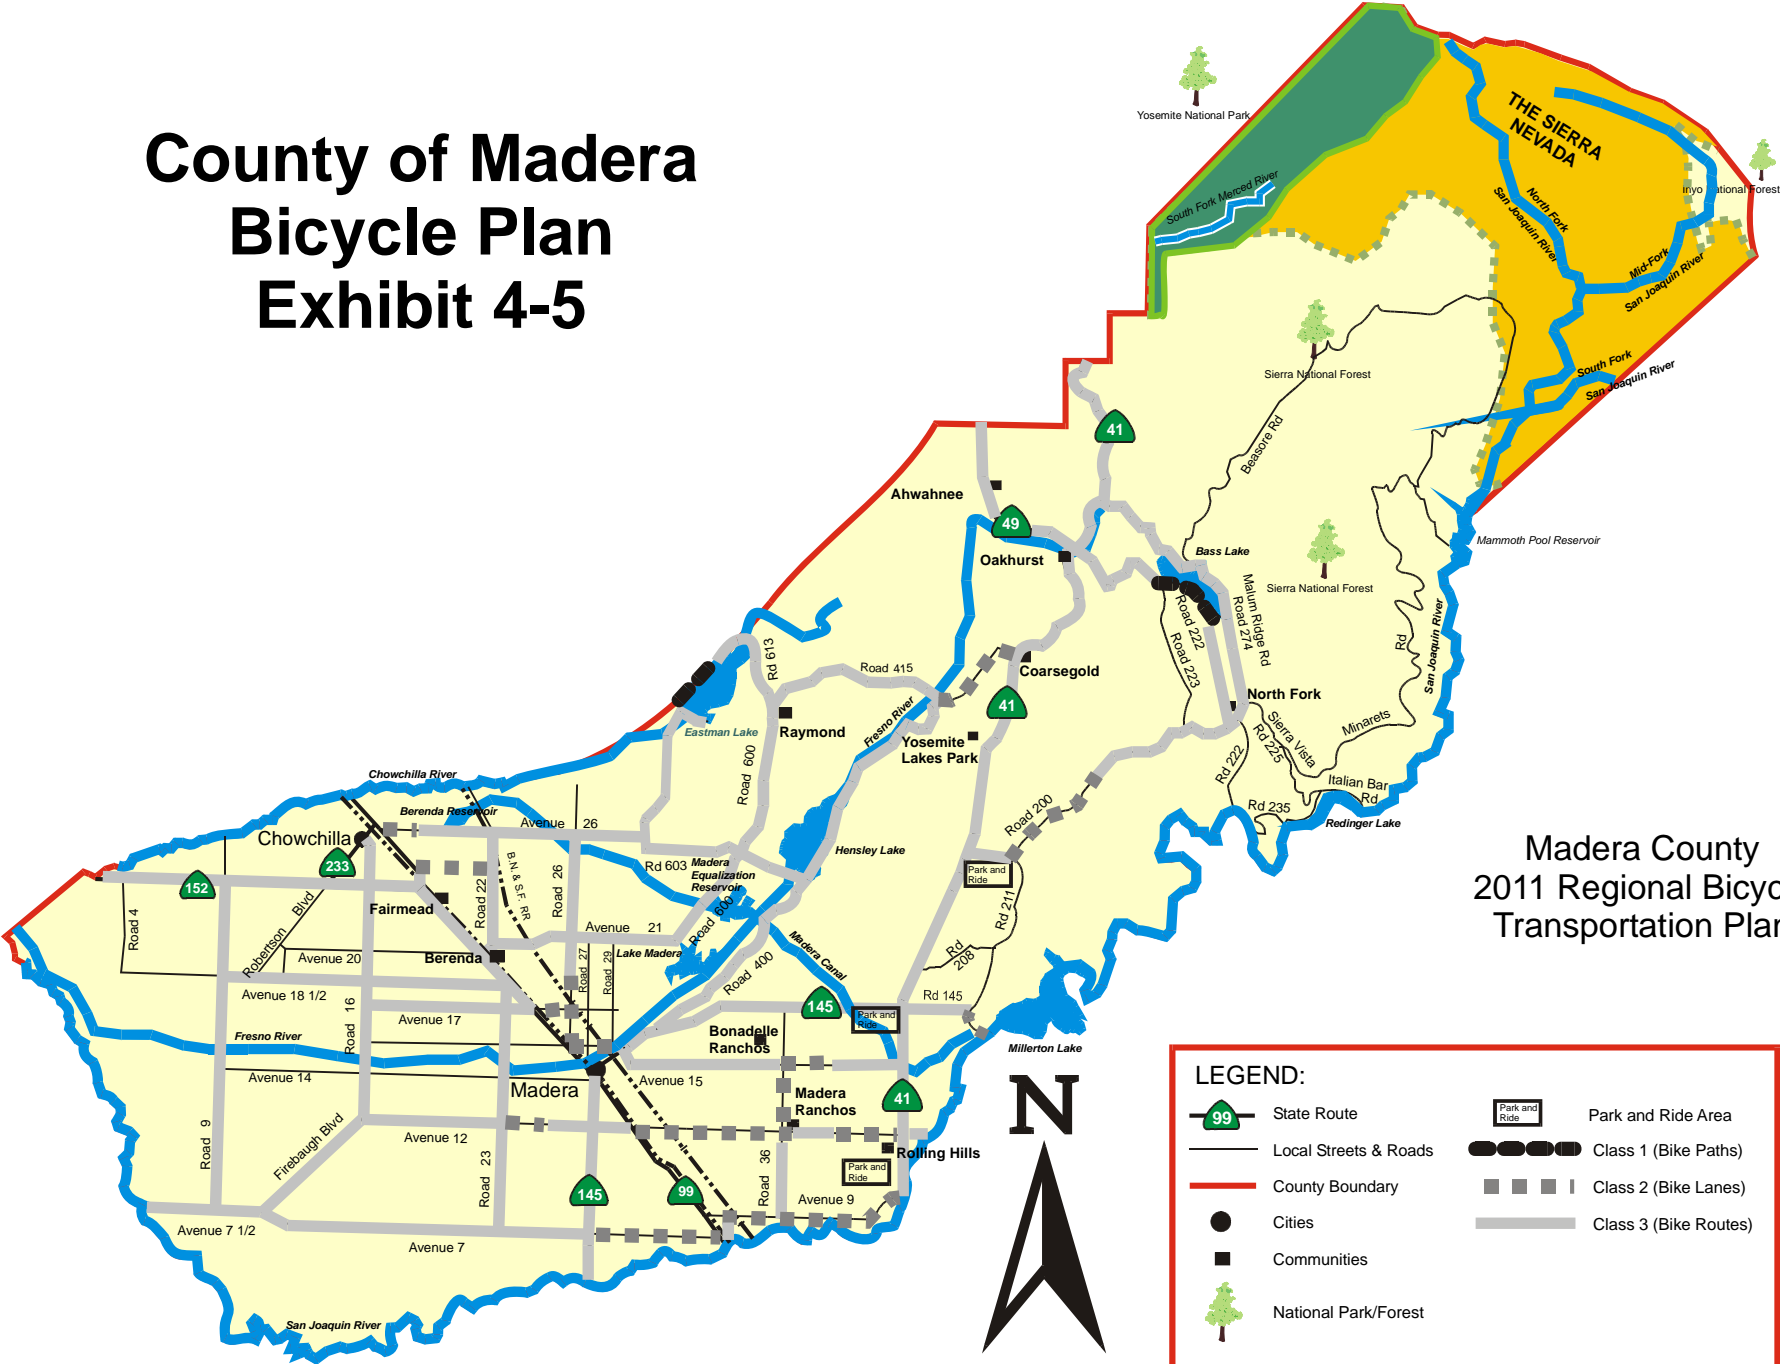 County of Madera
Bicycle Plan
Exhibit 4-5
Yosemite National Park
THE SIERRA
NEVADA
Inyo National Forest
South Fork Merced River
North Fork
San Joaquin River
Mid-Fork
San Joaquin River
Sierra National Forest
South Fork
San Joaquin River
41
Beasore Rd
Ahwahnee
49
Oakhurst
Bass Lake
Mammoth Pool Reservoir
Sierra National Forest
Malum Ridge Rd
Road 274
Road 222
Road 223
Rd
San Joaquin River
Rd 613
Road 415
Coarsegold
41
North Fork
Eastman Lake
Raymond
Fresno River
Yosemite
Lakes Park
Sierra Vista
Rd 225
Minarets
Rd 222
Road 600
Chowchilla River
Berenda Reservoir
Italian Bar
Rd
Rd 235
Redinger Lake
Road 200
Avenue 26
Chowchilla
233
152
Hensley Lake
B.N. & S.F. RR
Rd 603
Madera
Equalization
Reservoir
Park and
Ride
Madera County
2011 Regional Bicyc
Transportation Plan
Fairmead
Road 22
Road 26
Road 4
Robertson Blvd
Road 600
Rd 211
Avenue 21
Avenue 20
Berenda
Road 27
Road 29
Lake Madera
Road 400
Madera Canal
Rd
208
Avenue 18 1/2
Road 16
Avenue 17
145
Rd 145
Park and
Ride
Fresno River
Bonadelle
Ranchos
Millerton Lake
Avenue 14
Madera
Avenue 15
Madera
Ranchos
41
N
Road 9
Firebaugh Blvd
Avenue 12
Road 23
Road 36
Rolling Hills
Park and
Ride
145
99
Avenue 9
Avenue 7 1/2
Avenue 7
San Joaquin River
LEGEND:
99
State Route
Local Streets & Roads
County Boundary
Cities
Communities
National Park/Forest
Park and
Ride
Park and Ride Area
Class 1 (Bike Paths)
Class 2 (Bike Lanes)
Class 3 (Bike Routes)